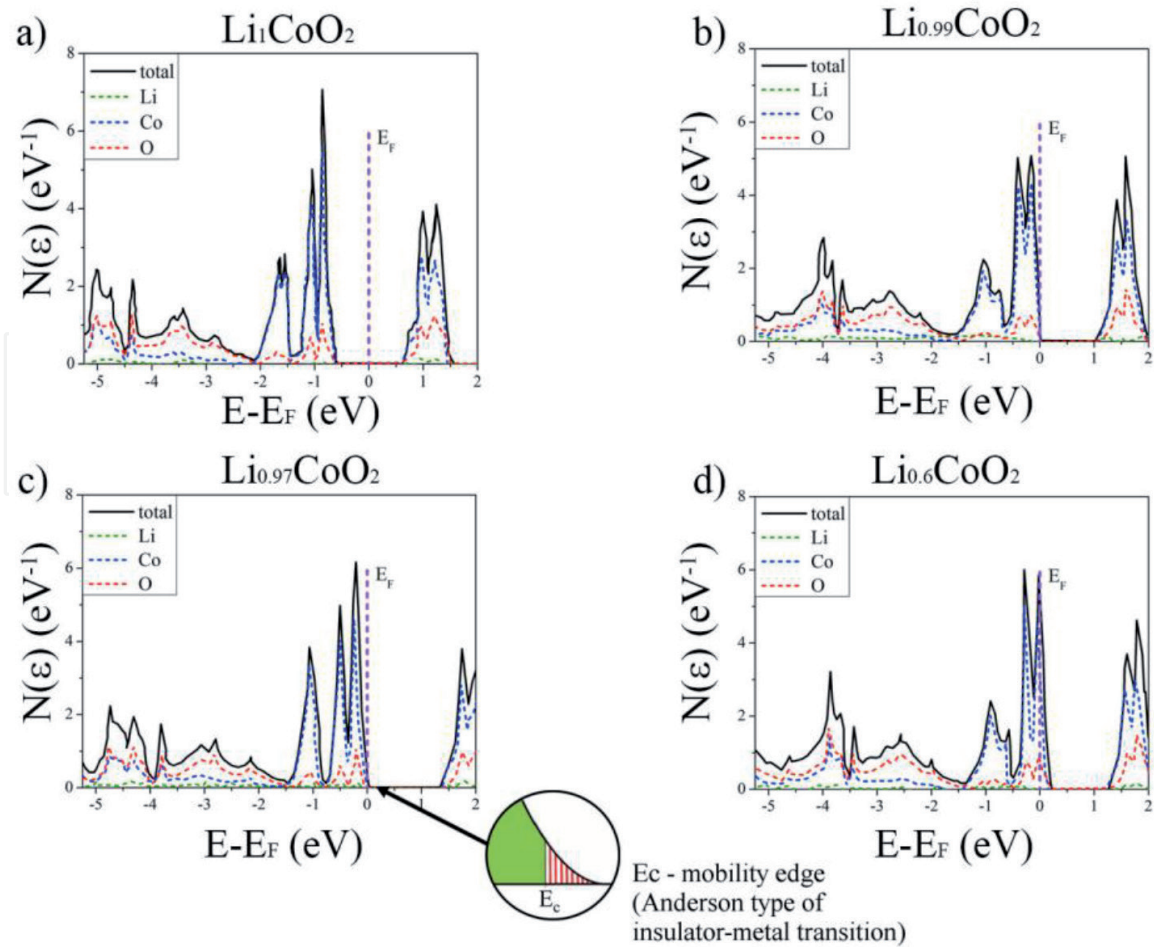 a)
Li₁CoO₂
N(ε) (eV⁻¹)
8
6
4
2
0
total
Li
Co
O
E_F
-5 -4 -3 -2 -1 0 1 2
E-E_F (eV)
b)
Li₀.₉₉CoO₂
N(ε) (eV⁻¹)
8
6
4
2
0
total
Li
Co
O
E_F
-5 -4 -3 -2 -1 0 1 2
E-E_F (eV)
c)
Li₀.₉₇CoO₂
N(ε) (eV⁻¹)
8
6
4
2
0
total
Li
Co
O
E_F
-5 -4 -3 -2 -1 0 1 2
E-E_F (eV)
d)
Li₀.₆CoO₂
N(ε) (eV⁻¹)
8
6
4
2
0
total
Li
Co
O
E_F
-5 -4 -3 -2 -1 0 1 2
E-E_F (eV)
E_c
Ec - mobility edge
(Anderson type of
insulator-metal transition)